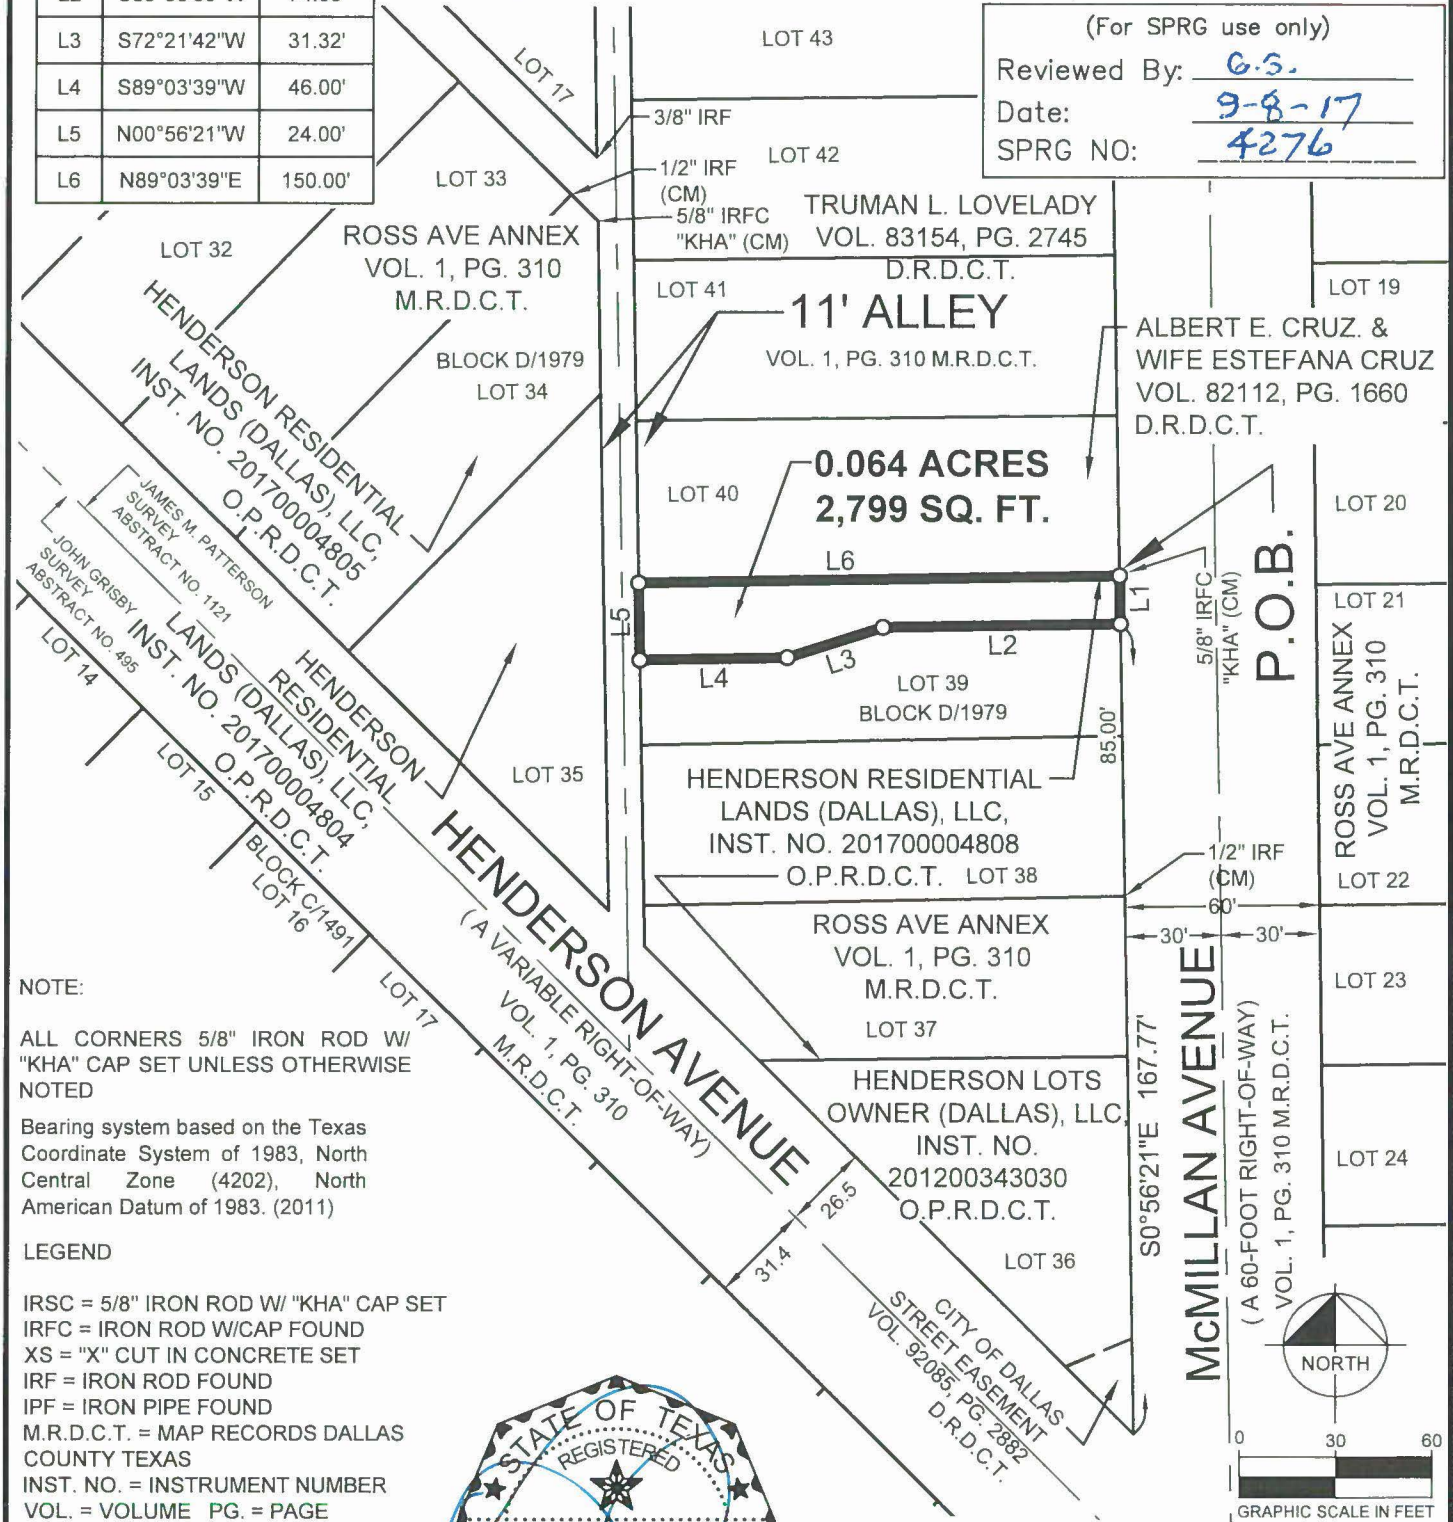 L3 S72°21'42"W 31.32'
L4 S89°03'39"W 46.00'
L5 N00°56'21"W 24.00'
L6 N89°03'39"E 150.00'
(For SPRG use only)
Reviewed By: G.S.
Date: 9-8-17
SPRG NO: 4276
LOT 43
LOT 17
3/8" IRF
LOT 42
1/2" IRF
(CM)
5/8" IRFC
"KHA" (CM)
LOT 33
LOT 32
ROSS AVE ANNEX
VOL. 1, PG. 310
M.R.D.C.T.
TRUMAN L. LOVELADY
VOL. 83154, PG. 2745
D.R.D.C.T.
LOT 41
11' ALLEY
VOL. 1, PG. 310 M.R.D.C.T.
LOT 19
ALBERT E. CRUZ. &
WIFE ESTEFANA CRUZ
VOL. 82112, PG. 1660
D.R.D.C.T.
BLOCK D/1979
LOT 34
HENDERSON RESIDENTIAL
LANDS (DALLAS), LLC,
INST. NO. 201700004805
O.P.R.D.C.T.
0.064 ACRES
2,799 SQ. FT.
LOT 40
LOT 20
L6
L5
L1
L2
L3
L4
5/8" IRFC
"KHA" (CM)
P.O.B.
LOT 21
ROSS AVE ANNEX
VOL. 1, PG. 310
M.R.D.C.T.
JAMES M. PATTERSON
SURVEY
ABSTRACT NO. 1121
JOHN GRISBY
SURVEY
ABSTRACT NO. 495
LOT 14
HENDERSON
RESIDENTIAL
LANDS (DALLAS), LLC,
INST. NO. 201700004804
O.P.R.D.C.T.
LOT 39
BLOCK D/1979
85.00'
LOT 15
LOT 35
HENDERSON RESIDENTIAL
LANDS (DALLAS), LLC,
INST. NO. 201700004808
O.P.R.D.C.T. LOT 38
BLOCK C/1491
LOT 16
1/2" IRF
(CM)
LOT 22
60'
30' 30'
LOT 17
HENDERSON AVENUE
( A VARIABLE RIGHT-OF-WAY)
VOL. 1, PG. 310
M.R.D.C.T.
ROSS AVE ANNEX
VOL. 1, PG. 310
M.R.D.C.T.
LOT 37
LOT 23
S0°56'21"E 167.77'
McMILLAN AVENUE
( A 60-FOOT RIGHT-OF-WAY)
VOL. 1, PG. 310 M.R.D.C.T.
HENDERSON LOTS
OWNER (DALLAS), LLC,
INST. NO.
201200343030
O.P.R.D.C.T.
LOT 24
26.5
31.4
LOT 36
CITY OF DALLAS
STREET EASEMENT
VOL. 92085, PG. 2882
D.R.D.C.T.
NORTH
0 30 60
GRAPHIC SCALE IN FEET
NOTE:
ALL CORNERS 5/8" IRON ROD W/
"KHA" CAP SET UNLESS OTHERWISE
NOTED
Bearing system based on the Texas
Coordinate System of 1983, North
Central Zone (4202), North
American Datum of 1983. (2011)
LEGEND
IRSC = 5/8" IRON ROD W/ "KHA" CAP SET
IRFC = IRON ROD W/CAP FOUND
XS = "X" CUT IN CONCRETE SET
IRF = IRON ROD FOUND
IPF = IRON PIPE FOUND
M.R.D.C.T. = MAP RECORDS DALLAS
COUNTY TEXAS
INST. NO. = INSTRUMENT NUMBER
VOL. = VOLUME PG. = PAGE
STATE OF TEXAS
REGISTERED